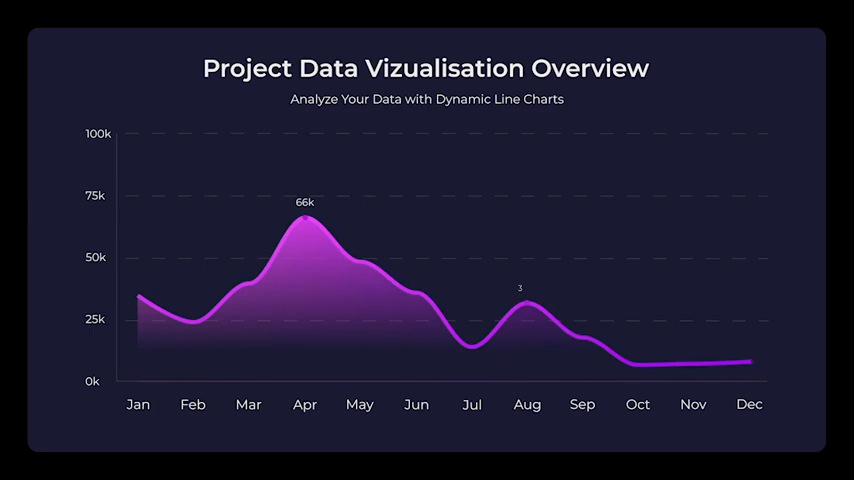 Project Data Vizualisation Overview
Analyze Your Data with Dynamic Line Charts
100k
75k
66k
50k
3
25k
0k
Jan Feb Mar Apr May Jun Jul Aug Sep Oct Nov Dec